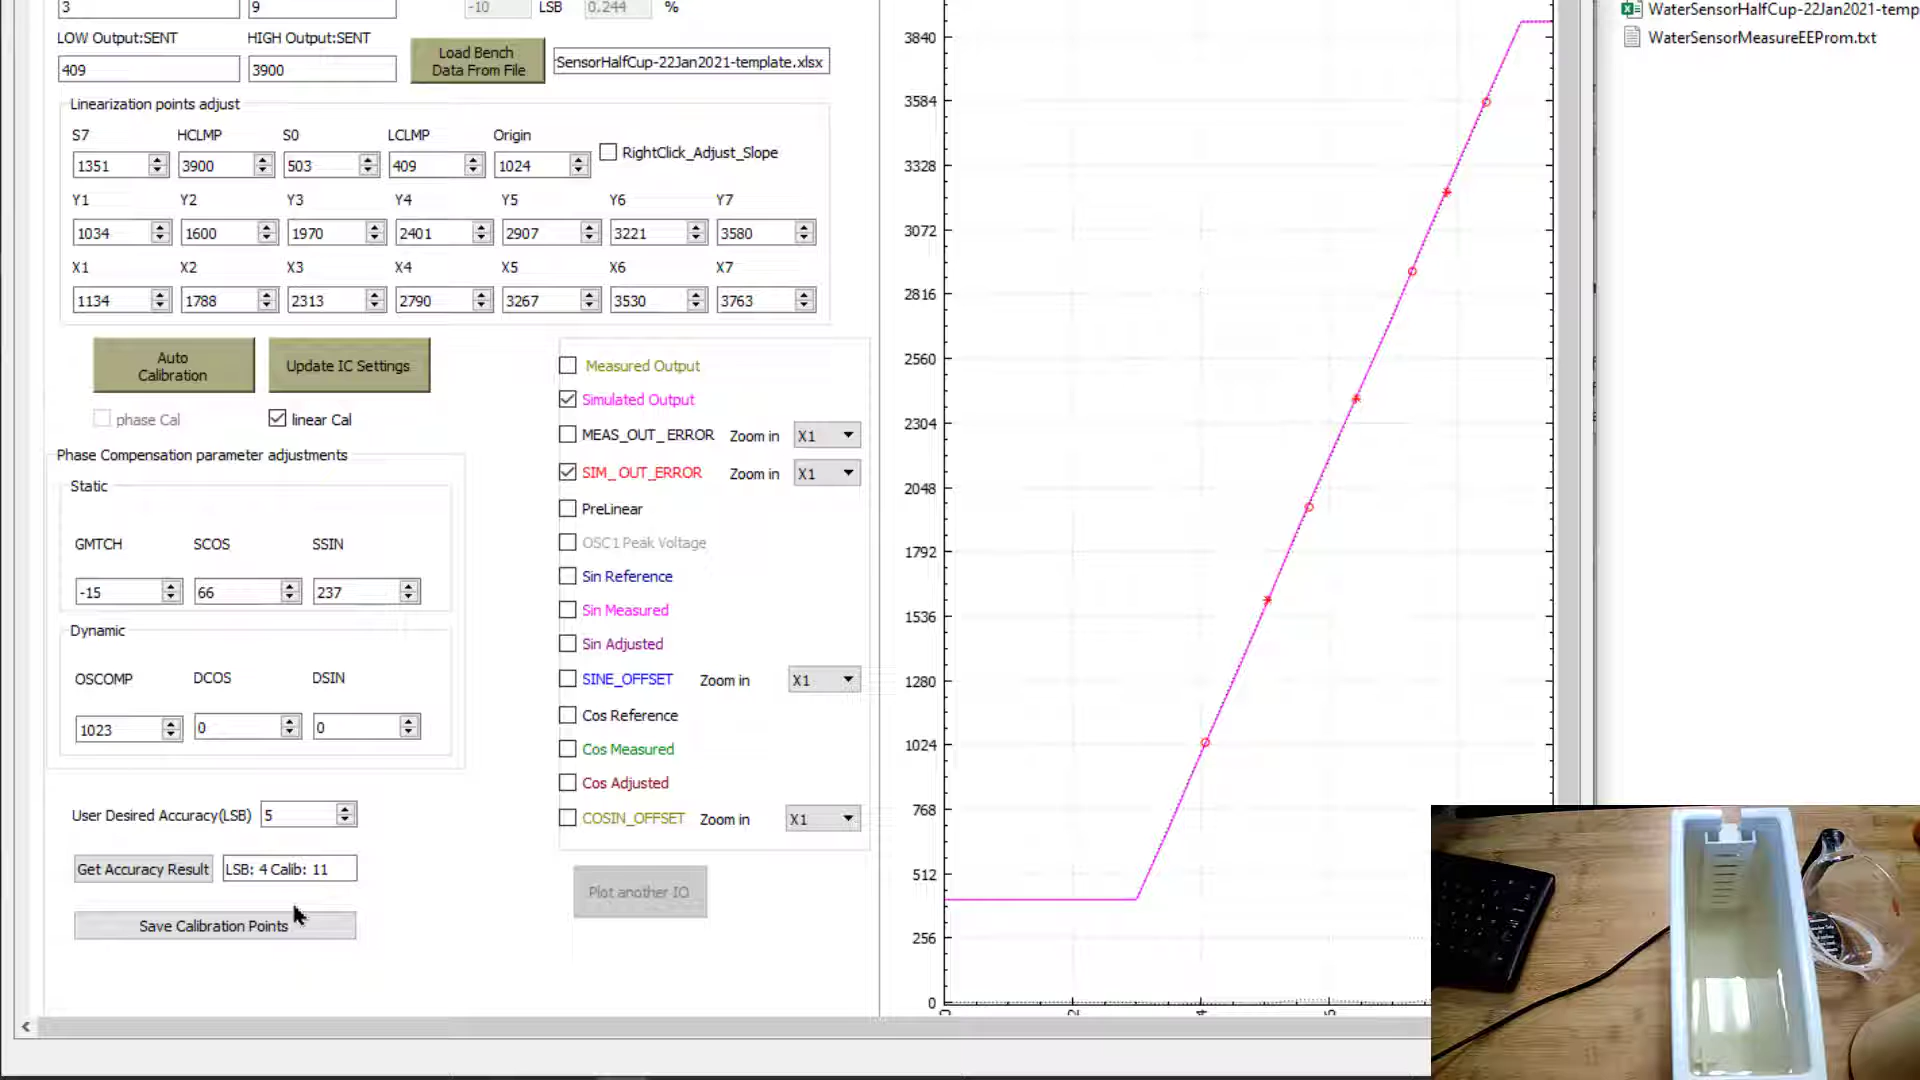 3 9 -10 LSB 0.244 %
LOW Output:SENT HIGH Output:SENT
409 3900
Load Bench
Data From File
SensorHalfCup-22Jan2021-template.xlsx
Linearization points adjust
S7 HCLMP S0 LCLMP Origin
1351 3900 503 409 1024
RightClick_Adjust_Slope
Y1 Y2 Y3 Y4 Y5 Y6 Y7
1034 1600 1970 2401 2907 3221 3580
X1 X2 X3 X4 X5 X6 X7
1134 1788 2313 2790 3267 3530 3763
Auto
Calibration
Update IC Settings
phase Cal linear Cal
Phase Compensation parameter adjustments
Static
GMTCH SCOS SSIN
-15 66 237
Dynamic
OSCOMP DCOS DSIN
1023 0 0
User Desired Accuracy(LSB) 5
Get Accuracy Result LSB: 4 Calib: 11
Save Calibration Points
Measured Output
Simulated Output
MEAS_OUT_ERROR Zoom in X1
SIM_OUT_ERROR Zoom in X1
PreLinear
OSC1 Peak Voltage
Sin Reference
Sin Measured
Sin Adjusted
SINE_OFFSET Zoom in X1
Cos Reference
Cos Measured
Cos Adjusted
COSIN_OFFSET Zoom in X1
Plot another IO
3840
3584
3328
3072
2816
2560
2304
2048
1792
1536
1280
1024
768
512
256
0
WaterSensorHalfCup-22Jan2021-temp
WaterSensorMeasureEEProm.txt